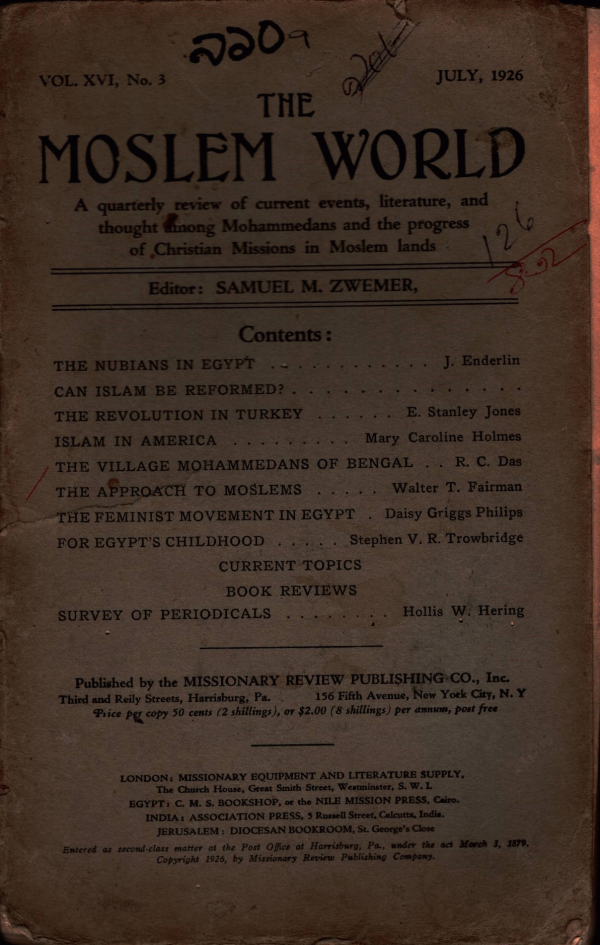 VOL. XVI, No. 3 JULY, 1926
THE
MOSLEM WORLD
A quarterly review of current events, literature, and
thought among Mohammedans and the progress
of Christian Missions in Moslem lands
126
Editor: SAMUEL M. ZWEMER,
Contents:
THE NUBIANS IN EGYPT . . . . . . . . . . . . . J. Enderlin
CAN ISLAM BE REFORMED? . . . . . . . . . . . . . . .
THE REVOLUTION IN TURKEY . . . . . . E. Stanley Jones
ISLAM IN AMERICA . . . . . . . . . Mary Caroline Holmes
THE VILLAGE MOHAMMEDANS OF BENGAL . . R. C. Das
THE APPROACH TO MOSLEMS . . . . . Walter T. Fairman
THE FEMINIST MOVEMENT IN EGYPT . Daisy Griggs Philips
FOR EGYPT'S CHILDHOOD . . . . . Stephen V. R. Trowbridge
CURRENT TOPICS
BOOK REVIEWS
SURVEY OF PERIODICALS . . . . . . . . Hollis W. Hering
Published by the MISSIONARY REVIEW PUBLISHING CO., Inc.
Third and Reily Streets, Harrisburg, Pa. 156 Fifth Avenue, New York City, N. Y
Price per copy 50 cents (2 shillings), or $2.00 (8 shillings) per annum, post free
LONDON: MISSIONARY EQUIPMENT AND LITERATURE SUPPLY,
The Church House, Great Smith Street, Westminster, S. W. I.
EGYPT: C. M. S. BOOKSHOP, or the NILE MISSION PRESS, Cairo.
INDIA: ASSOCIATION PRESS, 5 Russell Street, Calcutta, India.
JERUSALEM: DIOCESAN BOOKROOM, St. George's Close
Entered as second-class matter at the Post Office at Harrisburg, Pa., under the act March 3, 1879.
Copyright 1926, by Missionary Review Publishing Company.